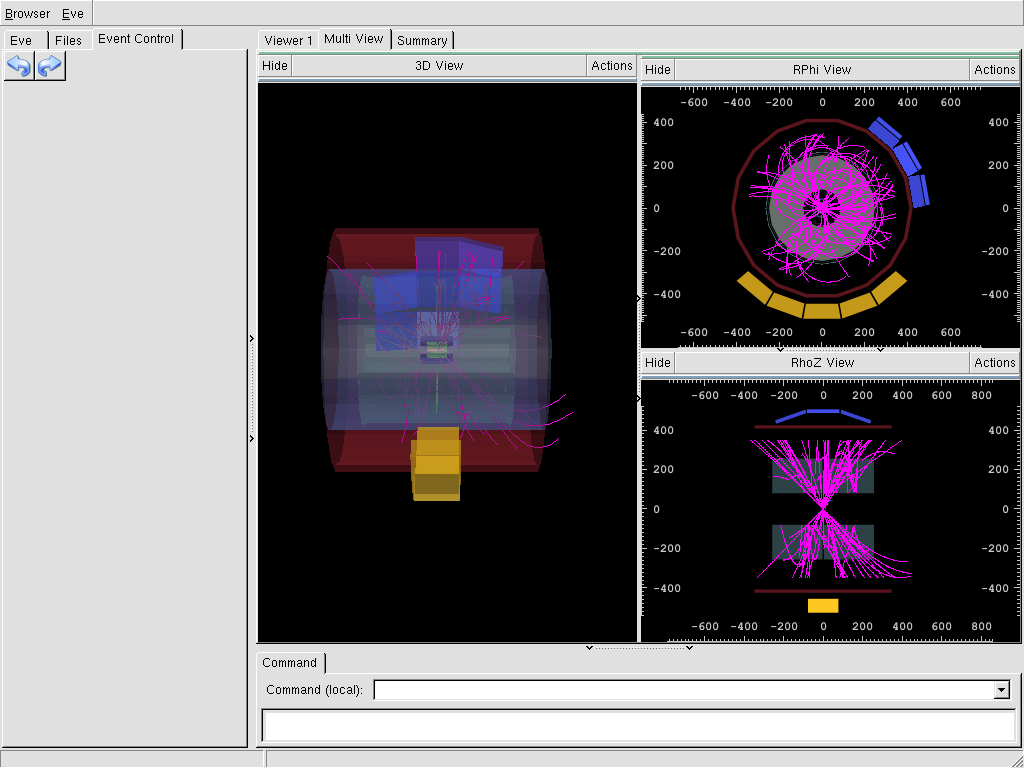 Browser Eve
Eve Files Event Control
Viewer 1 Multi View Summary
Hide 3D View Actions
Hide RPhi View Actions
-600 -400 -200 0 200 400 600
400 400
200 200
0 0
-200 -200
-400 -400
-600 -400 -200 0 200 400 600
Hide RhoZ View Actions
-600 -400 -200 0 200 400 600 800
400 400
200 200
0 0
-200 -200
-400 -400
-600 -400 -200 0 200 400 600 800
Command
Command (local):